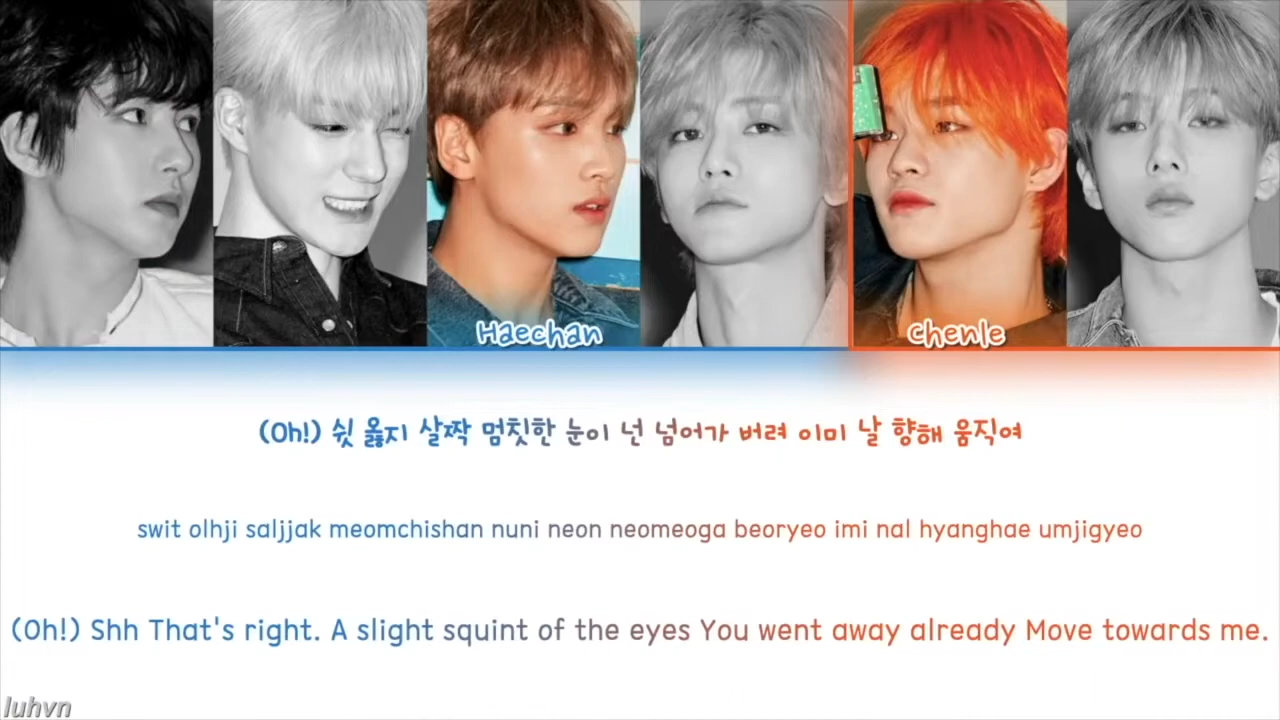 Haechan
chenle
(Oh!) 쉿 옳지 살짝 멈칫한 눈이 넌 넘어가 버려 이미 날 향해 움직여
swit olhji saljjak meomchishan nuni neon neomeoga beoryeo imi nal hyanghae umjigyeo
(Oh!) Shh That's right. A slight squint of the eyes You went away already Move towards me.
luhvn